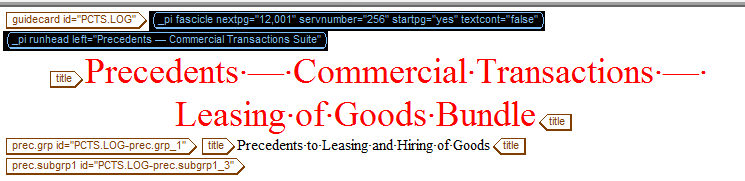 guidecard id="PCTS.LOG" _pi fascicle nextpg="12,001" servnumber="256" startpg="yes" textcont="false"
_pi runhead left="Precedents — Commercial Transactions Suite"
title Precedents·—·Commercial·Transactions·—·
Leasing·of·Goods·Bundle title
prec.grp id="PCTS.LOG-prec.grp_1" title Precedents·to·Leasing·and·Hiring·of·Goods title
prec.subgrp1 id="PCTS.LOG-prec.subgrp1_3"